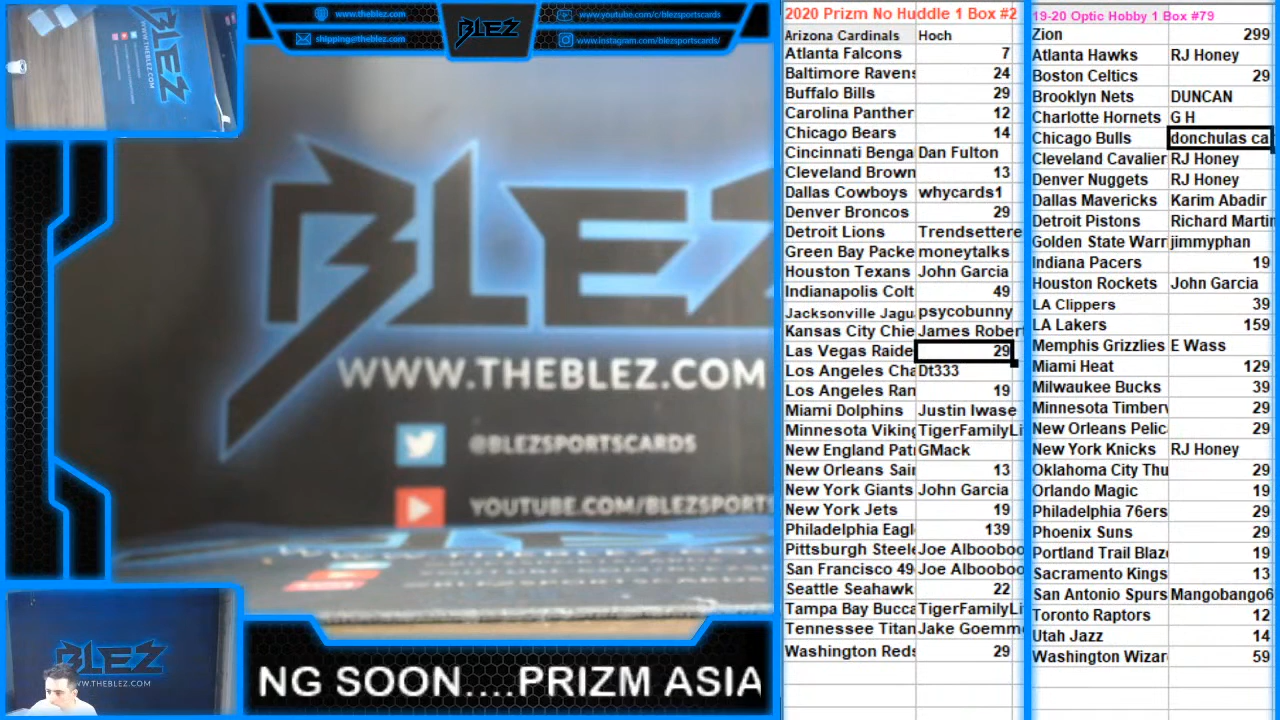 www.theblez.com
www.youtube.com/c/blezsportscards
shipping@theblez.com
www.instagram.com/blezsportscards/
BLEZ
BLEZ
WWW.THEBLEZ.COM
@BLEZSPORTSCARDS
YOUTUBE.COM/BLEZSPORTS
BLEZ
WWW.THEBLEZ.COM
BLEZ
WWW.THEBLEZ.COM
NG SOON....PRIZM ASIA
2020 Prizm No Huddle 1 Box #2
Arizona Cardinals Hoch
Atlanta Falcons 7
Baltimore Ravens 24
Buffalo Bills 29
Carolina Panther 12
Chicago Bears 14
Cincinnati Benga Dan Fulton
Cleveland Brown 13
Dallas Cowboys whycards1
Denver Broncos 29
Detroit Lions Trendsettere
Green Bay Packe moneytalks
Houston Texans John Garcia
Indianapolis Colt 49
Jacksonville Jagu psycobunny
Kansas City Chie James Robert
Las Vegas Raide 29
Los Angeles Cha Dt333
Los Angeles Ran 19
Miami Dolphins Justin Iwase
Minnesota Viking TigerFamilyLi
New England Pat GMack
New Orleans Sai 13
New York Giants John Garcia
New York Jets 19
Philadelphia Eagl 139
Pittsburgh Steele Joe Albooboo
San Francisco 49 Joe Albooboo
Seattle Seahawk 22
Tampa Bay Bucca TigerFamilyLi
Tennessee Titan Jake Goemm
Washington Reds 29
19-20 Optic Hobby 1 Box #79
Zion 299
Atlanta Hawks RJ Honey
Boston Celtics 29
Brooklyn Nets DUNCAN
Charlotte Hornets G H
Chicago Bulls donchulas ca
Cleveland Cavalier RJ Honey
Denver Nuggets RJ Honey
Dallas Mavericks Karim Abadir
Detroit Pistons Richard Martin
Golden State Warr jimmyphan
Indiana Pacers 19
Houston Rockets John Garcia
LA Clippers 39
LA Lakers 159
Memphis Grizzlies E Wass
Miami Heat 129
Milwaukee Bucks 39
Minnesota Timberv 29
New Orleans Pelic 29
New York Knicks RJ Honey
Oklahoma City Thu 29
Orlando Magic 19
Philadelphia 76ers 29
Phoenix Suns 29
Portland Trail Blaz 19
Sacramento Kings 13
San Antonio Spurs Mangobango6
Toronto Raptors 12
Utah Jazz 14
Washington Wizar 59